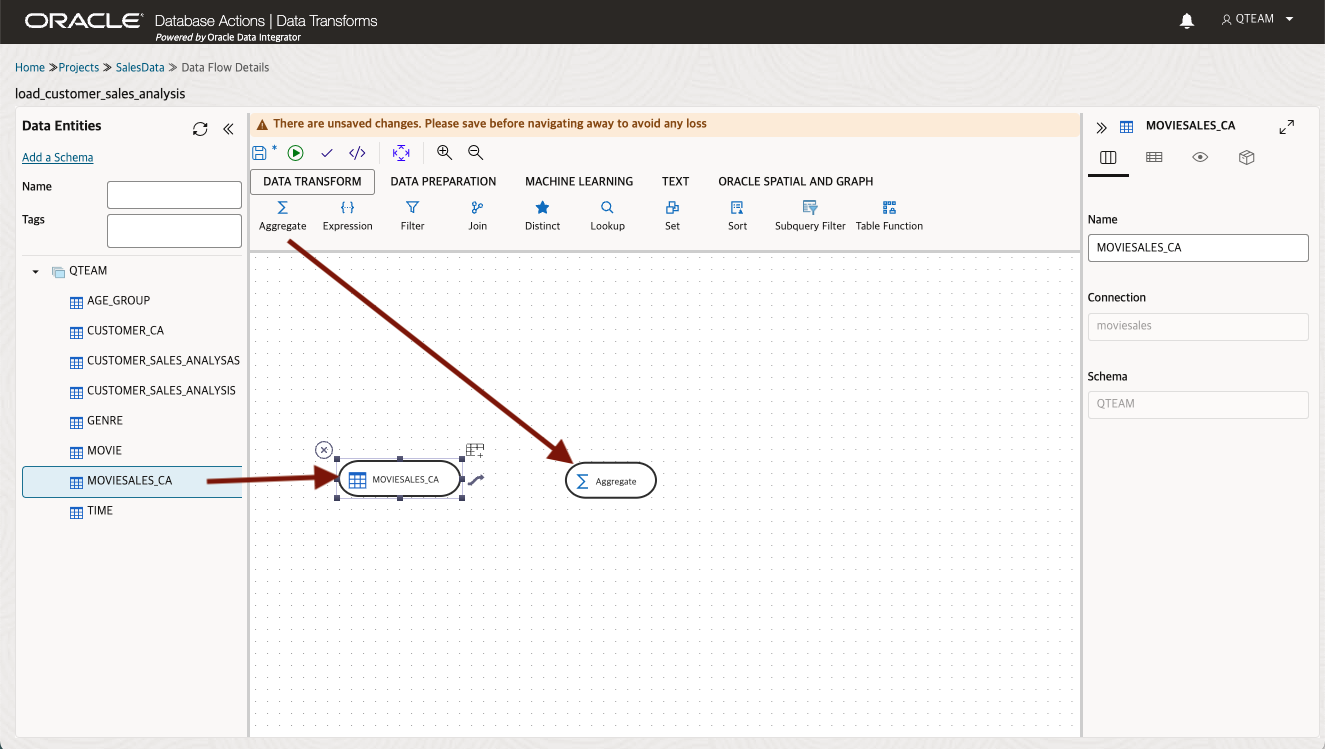 ORACLE Database Actions | Data Transforms
Powered by Oracle Data Integrator
QTEAM
Home Projects SalesData Data Flow Details
load_customer_sales_analysis
Data Entities
Add a Schema
Name
Tags
QTEAM
AGE_GROUP
CUSTOMER_CA
CUSTOMER_SALES_ANALYSAS
CUSTOMER_SALES_ANALYSIS
GENRE
MOVIE
MOVIESALES_CA
TIME
There are unsaved changes. Please save before navigating away to avoid any loss
*
DATA TRANSFORM DATA PREPARATION MACHINE LEARNING TEXT ORACLE SPATIAL AND GRAPH
Aggregate Expression Filter Join Distinct Lookup Set Sort Subquery Filter Table Function
MOVIESALES_CA
Aggregate
MOVIESALES_CA
Name
MOVIESALES_CA
Connection
moviesales
Schema
QTEAM